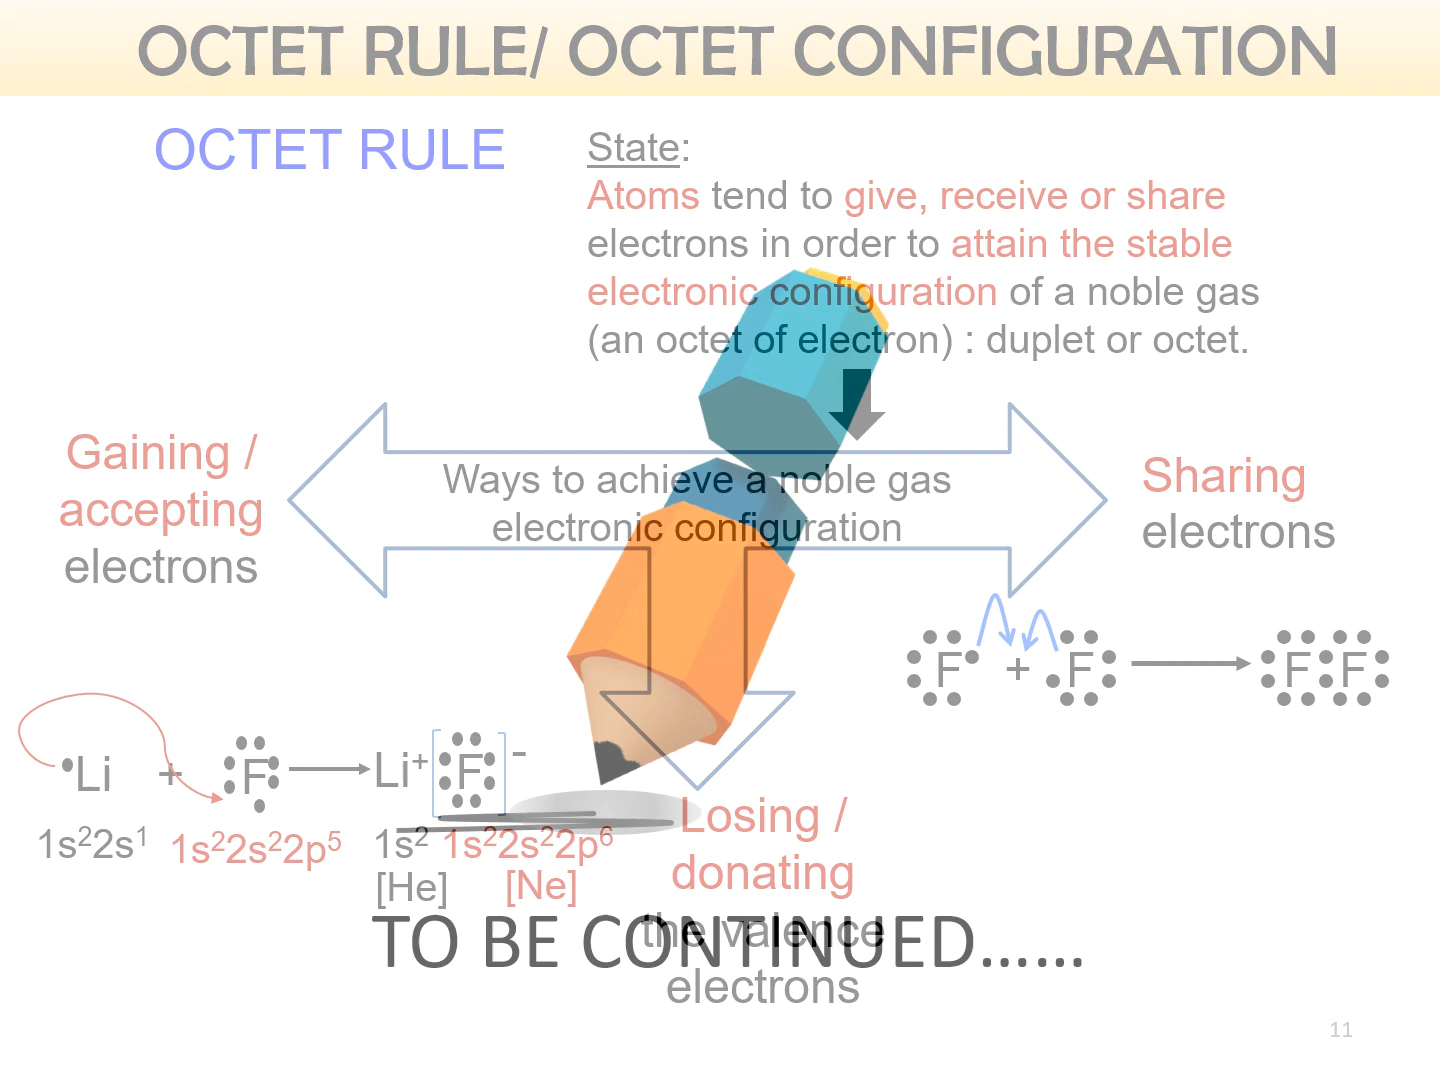 OCTET RULE/ OCTET CONFIGURATION
OCTET RULE
State:
Atoms tend to give, receive or share
electrons in order to attain the stable
electronic configuration of a noble gas
(an octet of electron) : duplet or octet.
Gaining /
accepting
electrons
Ways to achieve a noble gas
electronic configuration
Sharing
electrons
F + F F F
•Li + F Li⁺ F ⁻
1s²2s¹ 1s²2s²2p⁵ 1s² 1s²2s²2p⁶
[He] [Ne]
Losing /
donating
the valence
electrons
TO BE CONTINUED……
11